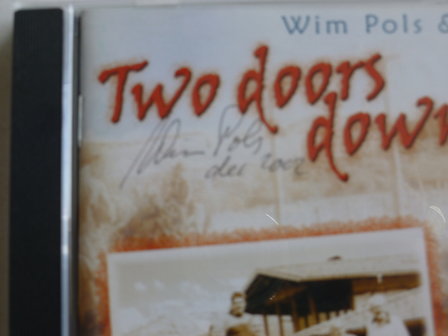 Wim Pols &
Two doors
down
Wim Pols
dec 2002